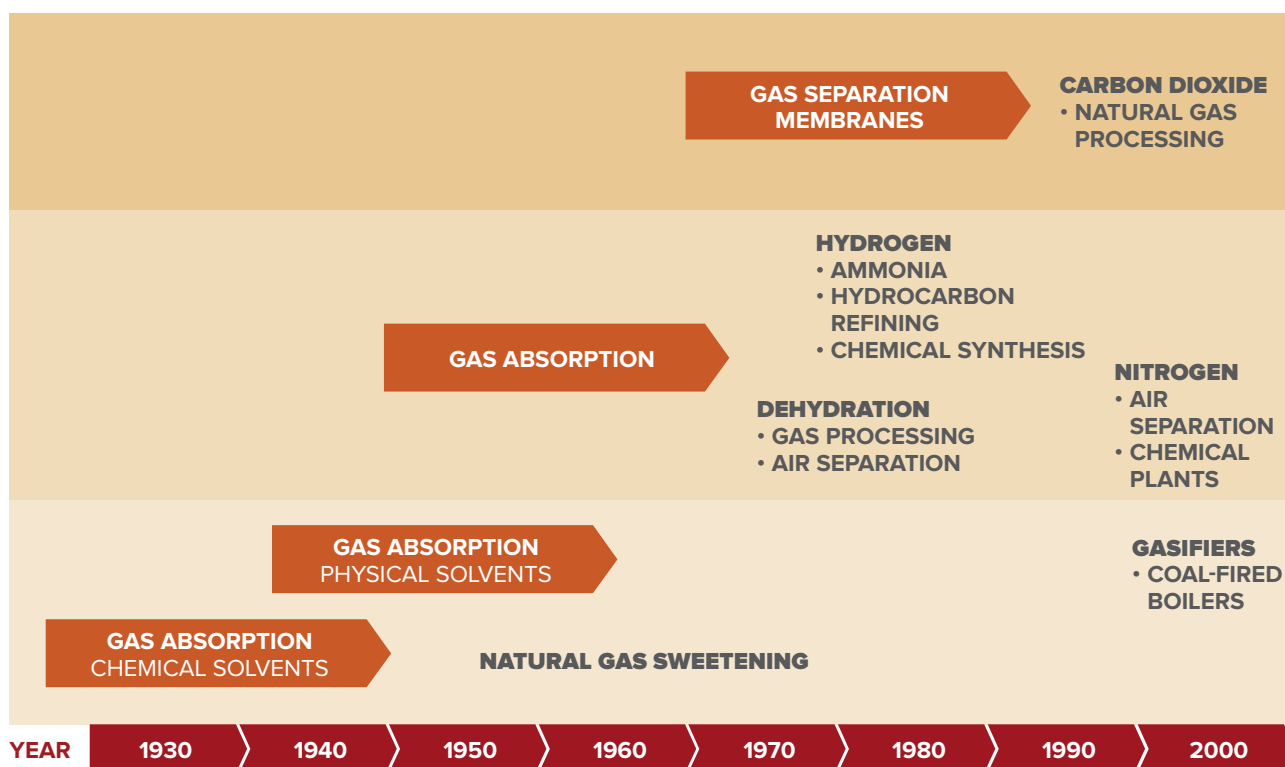 GAS SEPARATION
MEMBRANES
CARBON DIOXIDE
• NATURAL GAS
PROCESSING
HYDROGEN
• AMMONIA
• HYDROCARBON
REFINING
• CHEMICAL SYNTHESIS
GAS ABSORPTION
NITROGEN
• AIR
SEPARATION
• CHEMICAL
PLANTS
DEHYDRATION
• GAS PROCESSING
• AIR SEPARATION
GAS ABSORPTION
PHYSICAL SOLVENTS
GASIFIERS
• COAL-FIRED
BOILERS
GAS ABSORPTION
CHEMICAL SOLVENTS
NATURAL GAS SWEETENING
YEAR 1930 1940 1950 1960 1970 1980 1990 2000